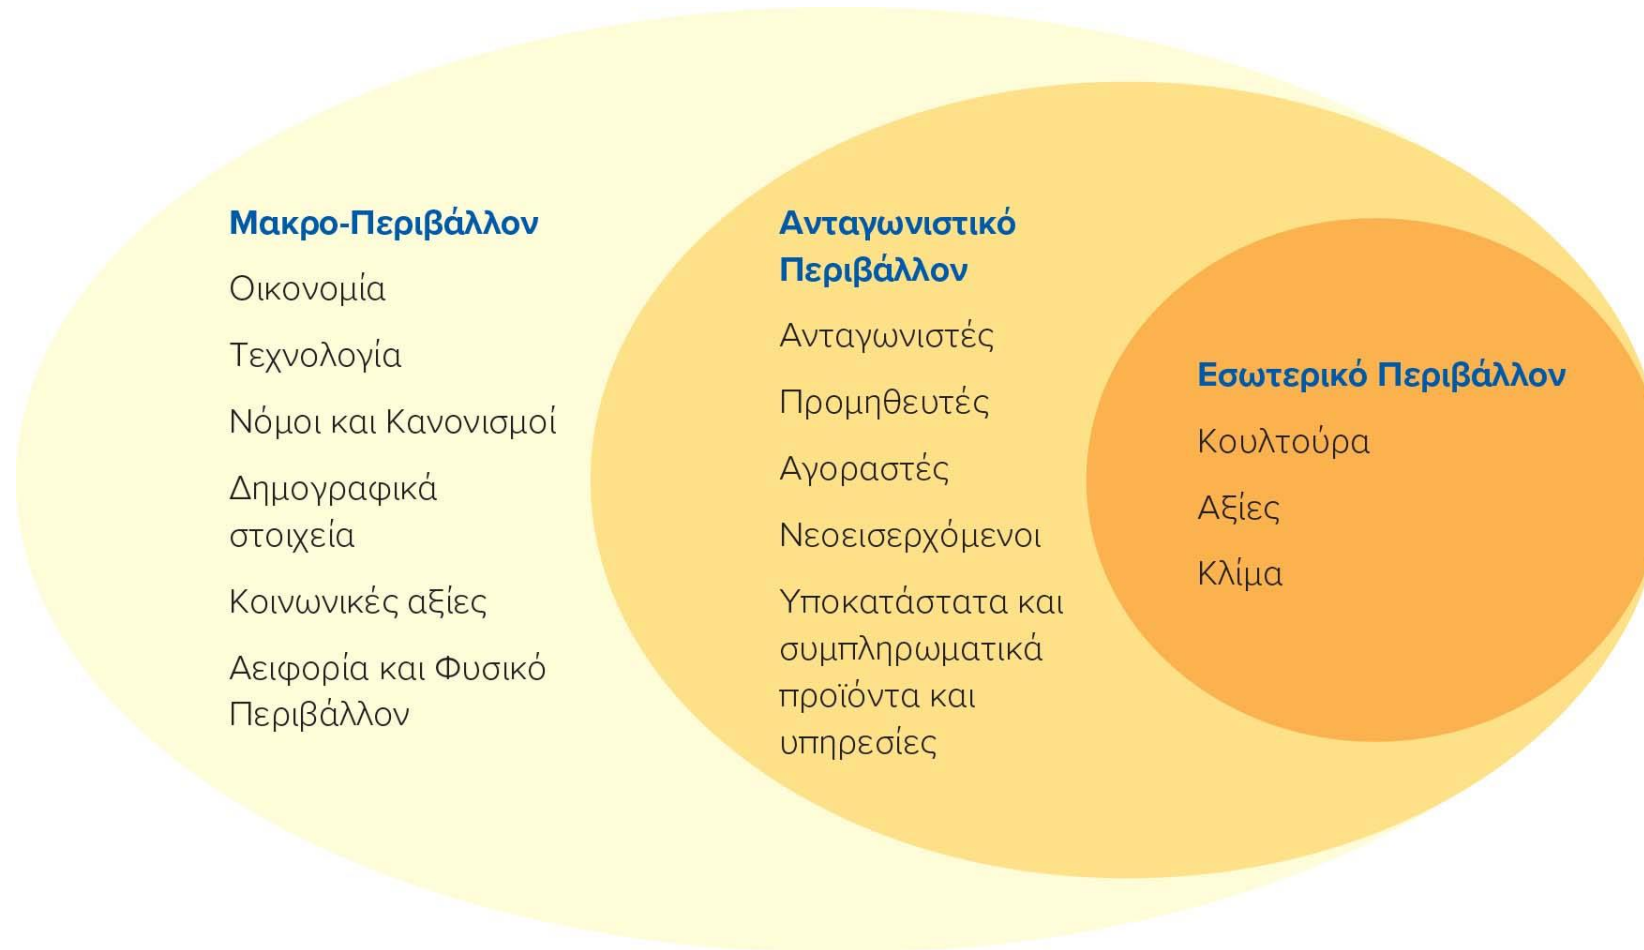 Μακρο-Περιβάλλον
Οικονομία
Τεχνολογία
Νόμοι και Κανονισμοί
Δημογραφικά
στοιχεία
Κοινωνικές αξίες
Αειφορία και Φυσικό
Περιβάλλον
Ανταγωνιστικό
Περιβάλλον
Ανταγωνιστές
Προμηθευτές
Αγοραστές
Νεοεισερχόμενοι
Υποκατάστατα και
συμπληρωματικά
προϊόντα και
υπηρεσίες
Εσωτερικό Περιβάλλον
Κουλτούρα
Αξίες
Κλίμα